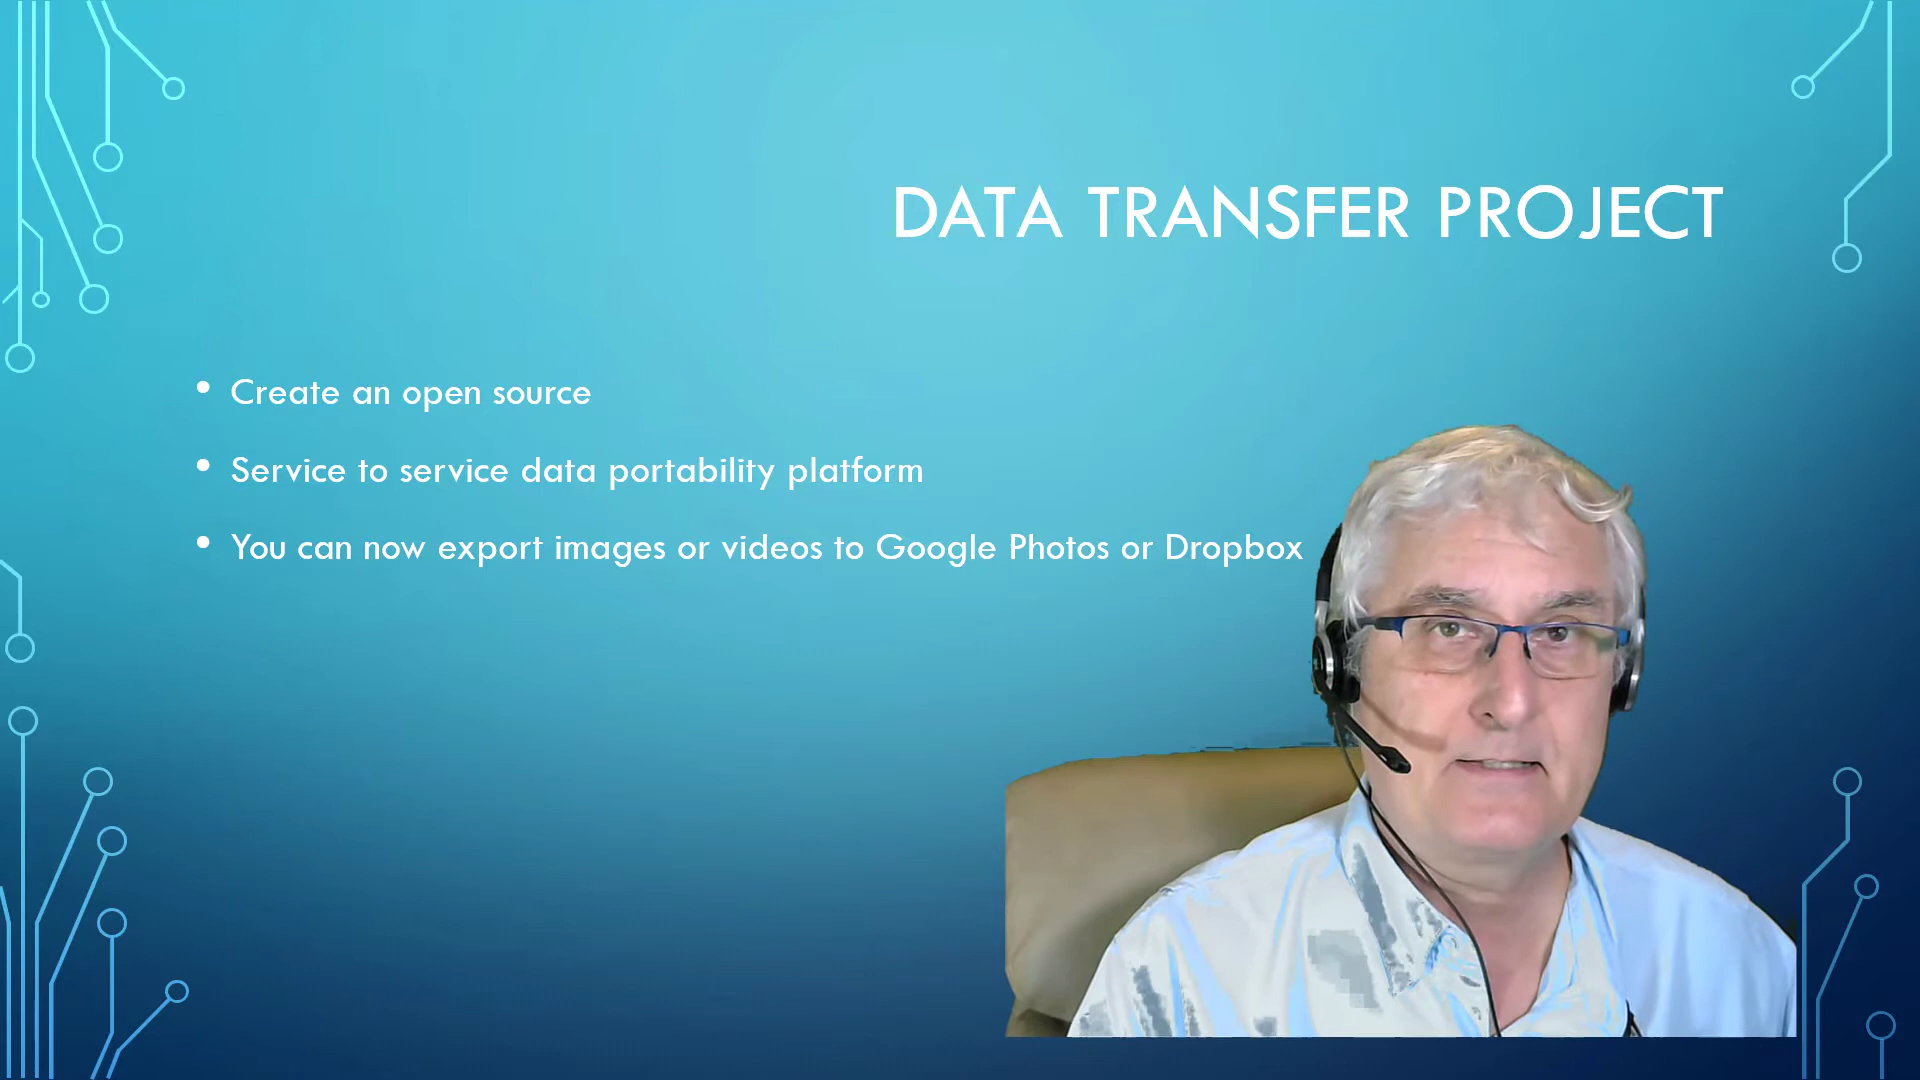 DATA TRANSFER PROJECT
• Create an open source
• Service to service data portability platform
• You can now export images or videos to Google Photos or Dropbox